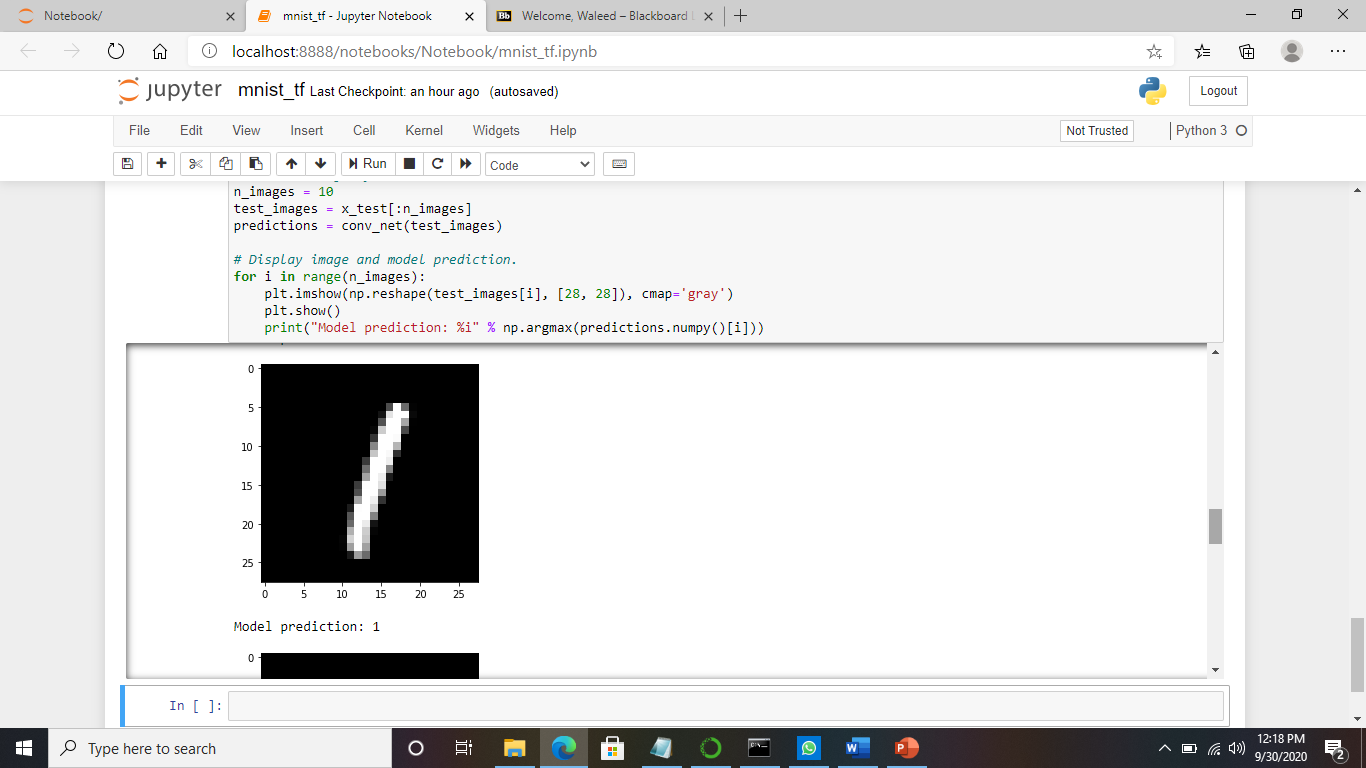 Notebook/
mnist_tf - Jupyter Notebook
Bb Welcome, Waleed – Blackboard
localhost:8888/notebooks/Notebook/mnist_tf.ipynb
jupyter mnist_tf Last Checkpoint: an hour ago (autosaved)
Logout
File Edit View Insert Cell Kernel Widgets Help
Not Trusted
Python 3
Run
Code
n_images = 10
test_images = x_test[:n_images]
predictions = conv_net(test_images)
# Display image and model prediction.
for i in range(n_images):
    plt.imshow(np.reshape(test_images[i], [28, 28]), cmap='gray')
    plt.show()
    print("Model prediction: %i" % np.argmax(predictions.numpy()[i]))
0
5
10
15
20
25
0 5 10 15 20 25
Model prediction: 1
0
In [ ]:
Type here to search
12:18 PM
9/30/2020
2